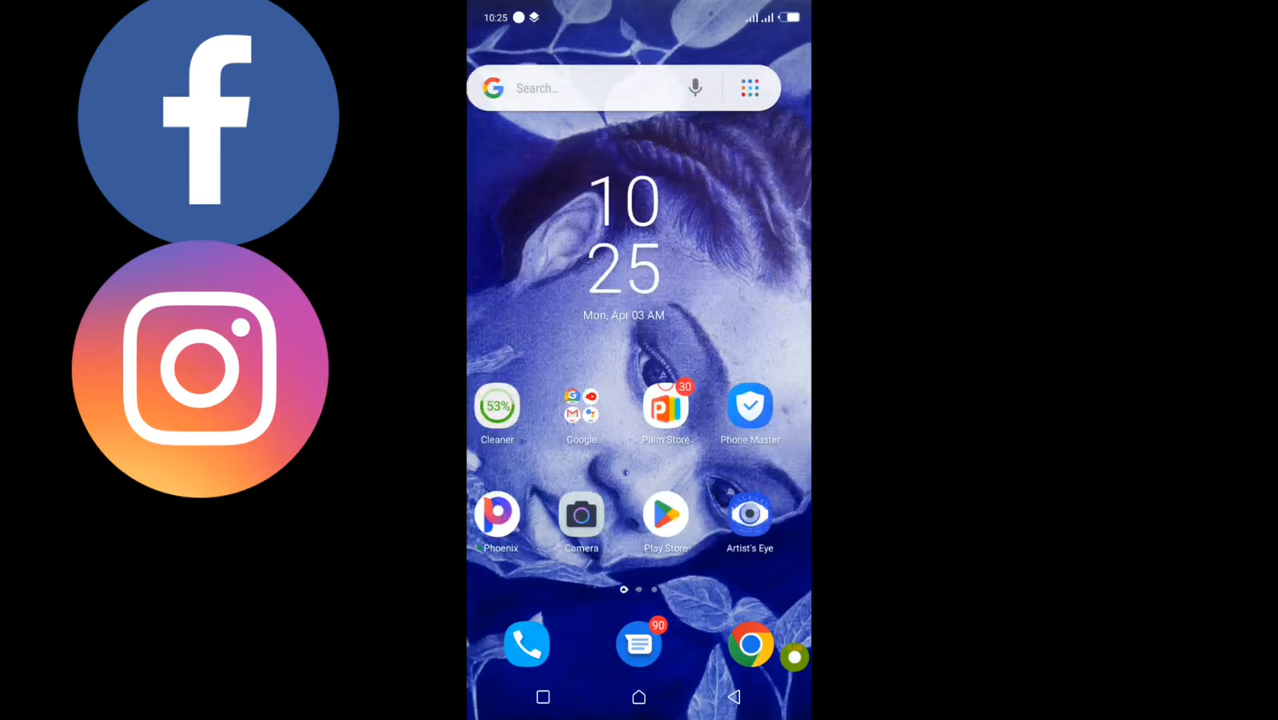 10:25
Search...
10
25
Mon, Apr 03 AM
53%
30
Cleaner
Google
Palm Store
Phone Master
Phoenix
Camera
Play Store
Artist's Eye
90